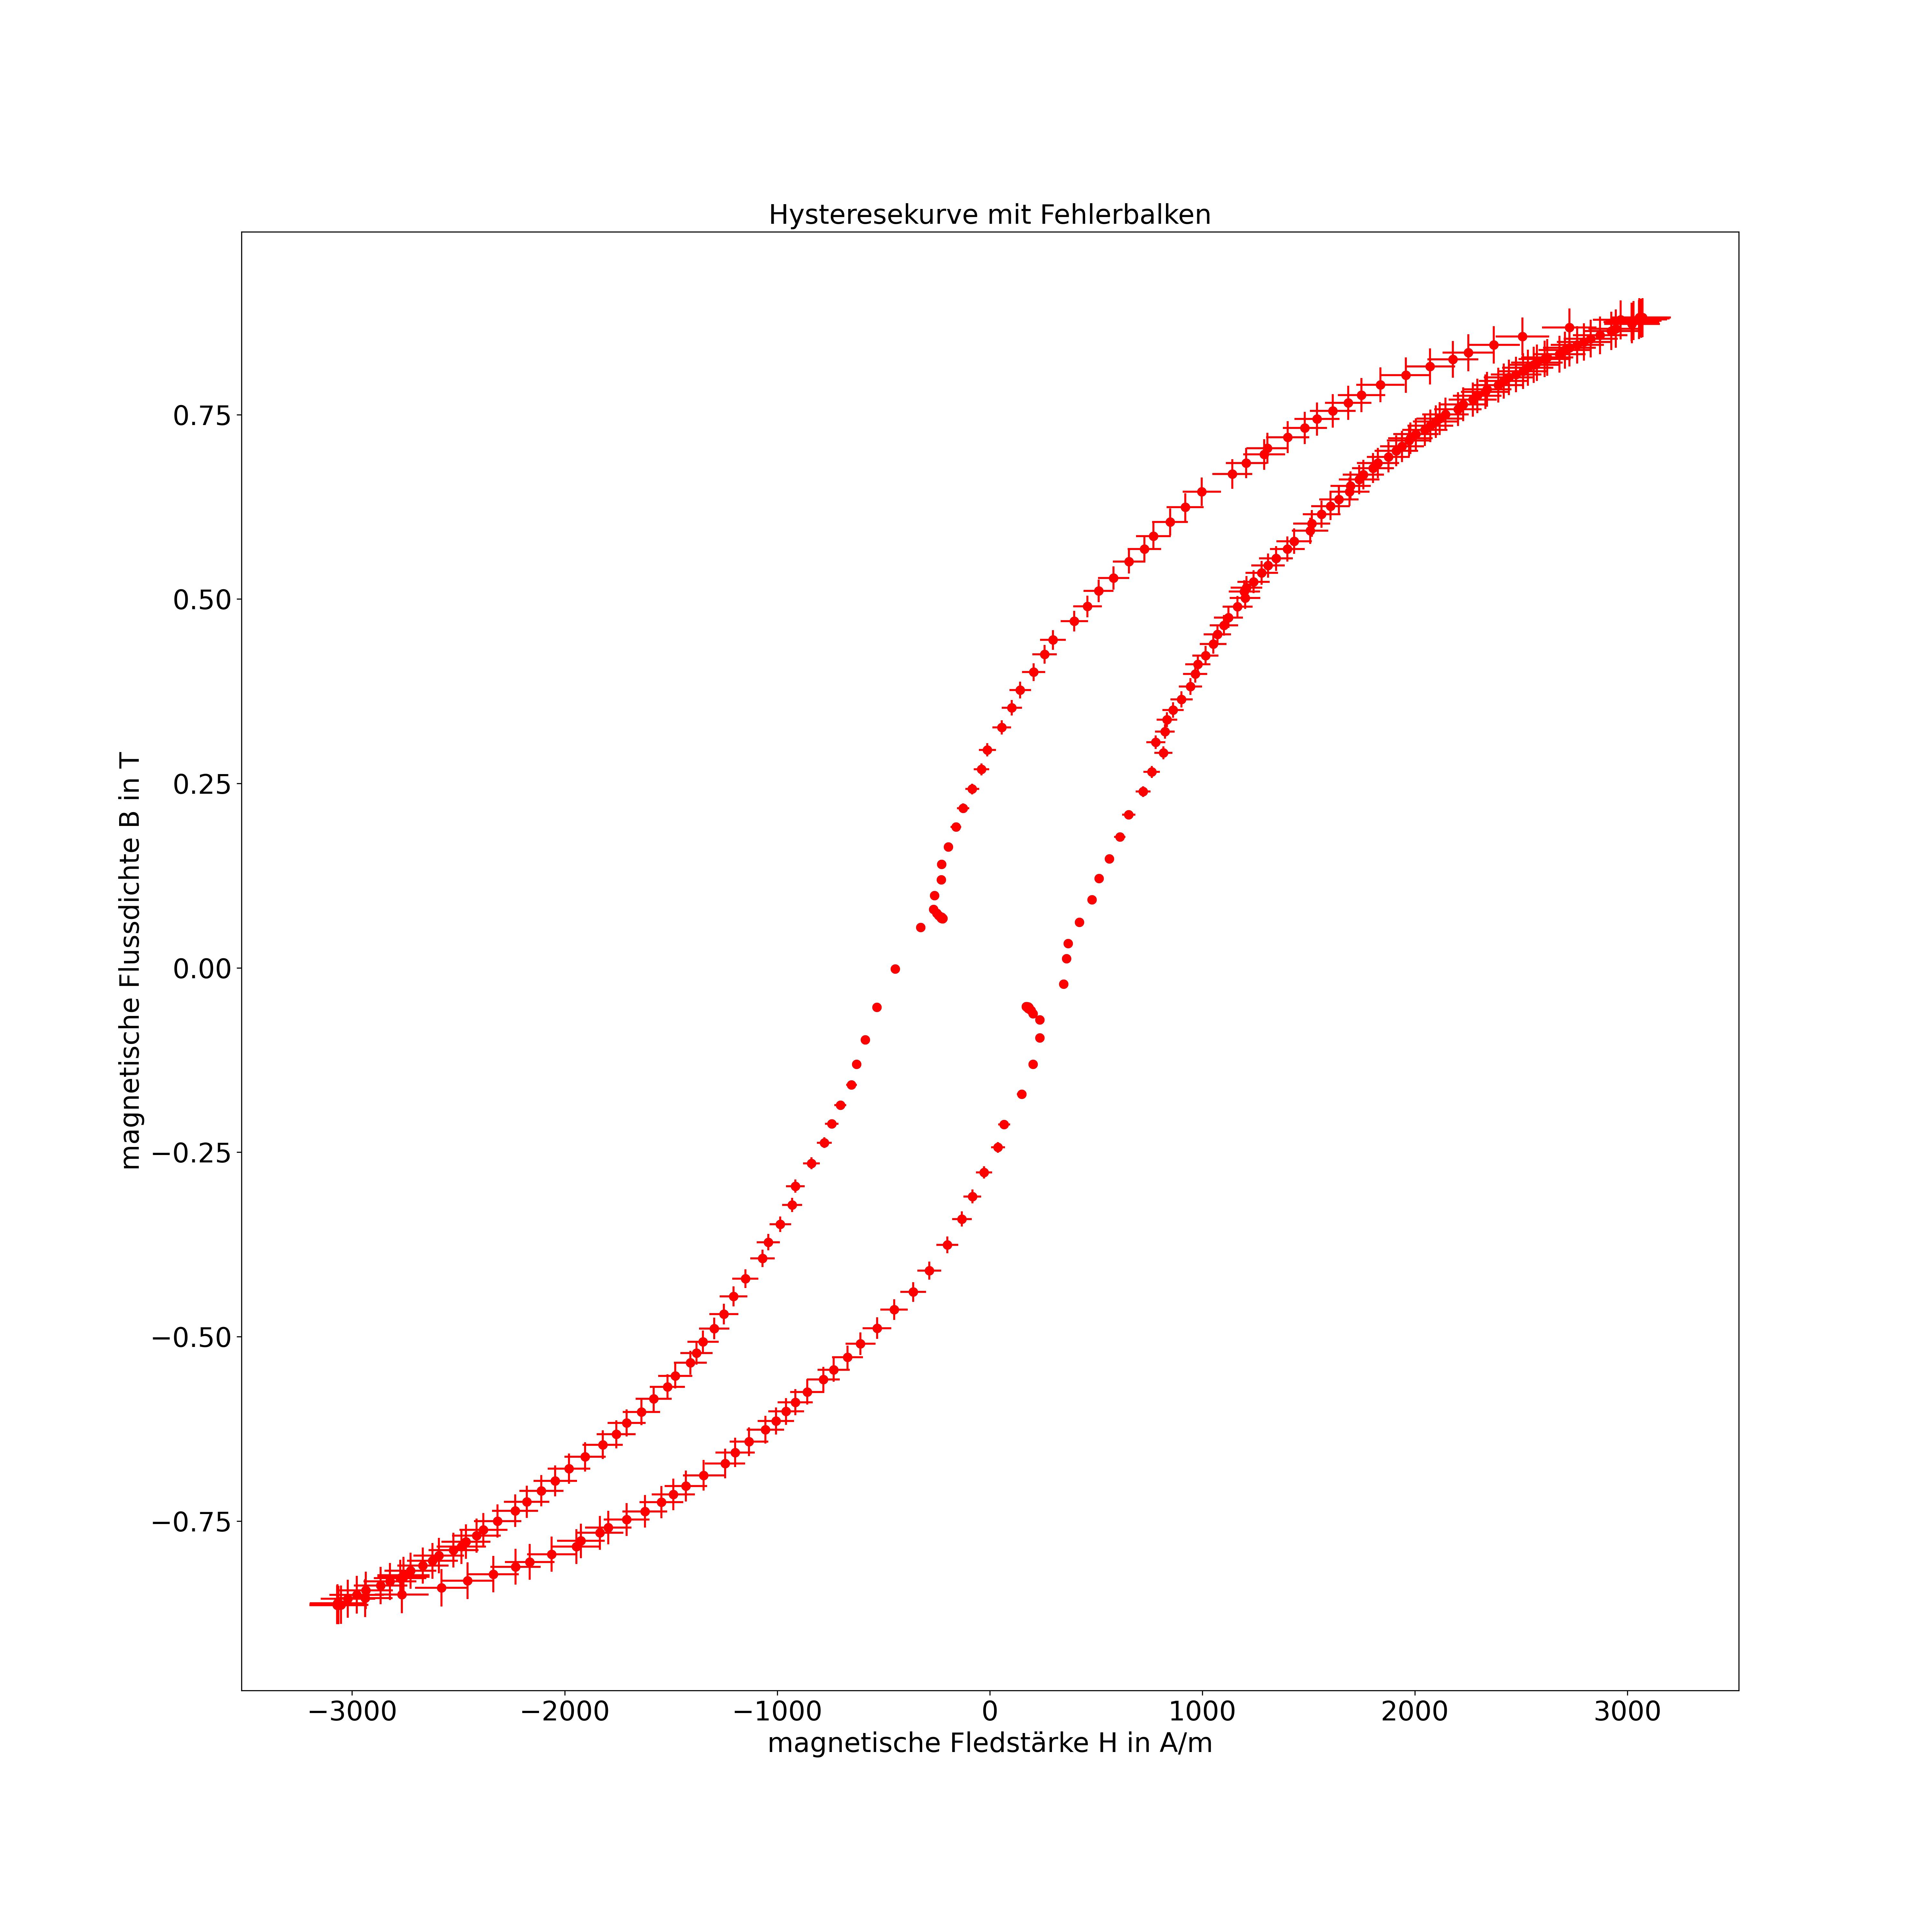 Hysteresekurve mit Fehlerbalken
magnetische Flussdichte B in T
0.75
0.50
0.25
0.00
−0.25
−0.50
−0.75
−3000 −2000 −1000 0 1000 2000 3000
magnetische Fledstärke H in A/m